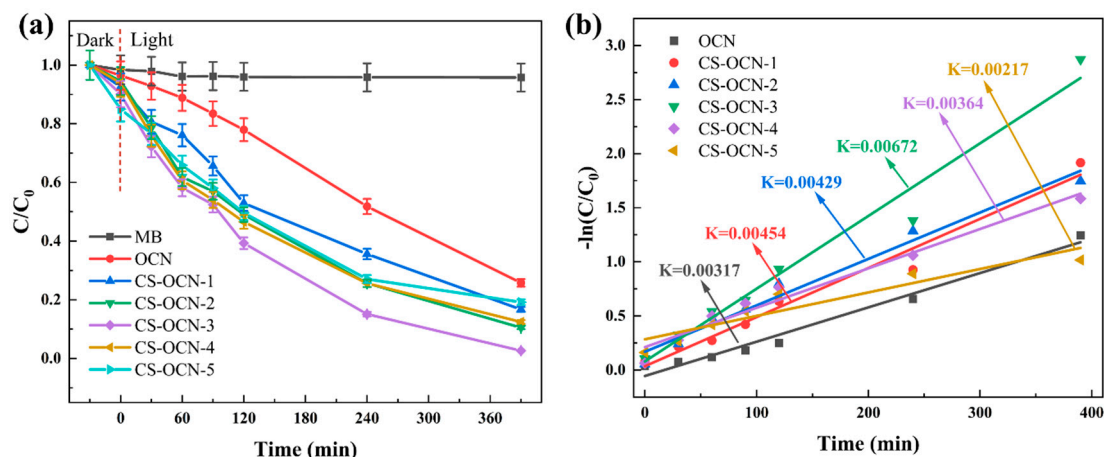 (a)
Dark
Light
C/C0
1.0
0.8
0.6
0.4
0.2
0.0
MB
OCN
CS-OCN-1
CS-OCN-2
CS-OCN-3
CS-OCN-4
CS-OCN-5
0 60 120 180 240 300 360
Time (min)
(b)
-ln(C/C0)
3.0
2.5
2.0
1.5
1.0
0.5
0.0
OCN
CS-OCN-1
CS-OCN-2
CS-OCN-3
CS-OCN-4
CS-OCN-5
K=0.00217
K=0.00364
K=0.00672
K=0.00429
K=0.00454
K=0.00317
0 100 200 300 400
Time (min)